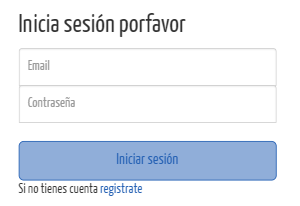 Inicia sesión porfavor
Email
Contraseña
Iniciar sesión
Si no tienes cuenta registrate